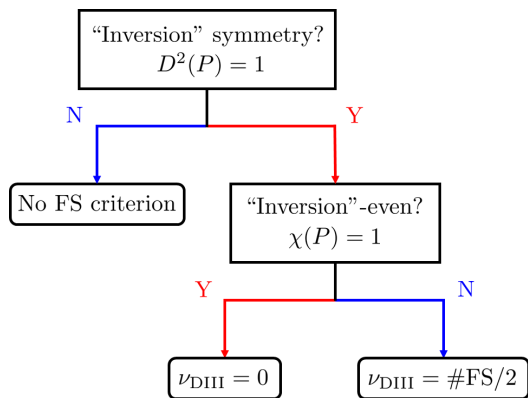 “Inversion” symmetry?
D²(P) = 1
N
Y
No FS criterion
“Inversion”-even?
χ(P) = 1
Y
N
ν_DIII = 0
ν_DIII = #FS/2